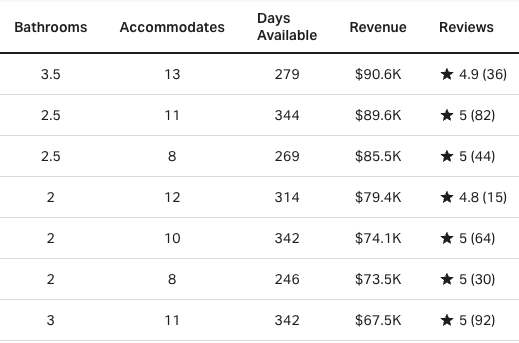 Bathrooms Accommodates Days Available Revenue Reviews
3.5 13 279 $90.6K ★ 4.9 (36)
2.5 11 344 $89.6K ★ 5 (82)
2.5 8 269 $85.5K ★ 5 (44)
2 12 314 $79.4K ★ 4.8 (15)
2 10 342 $74.1K ★ 5 (64)
2 8 246 $73.5K ★ 5 (30)
3 11 342 $67.5K ★ 5 (92)